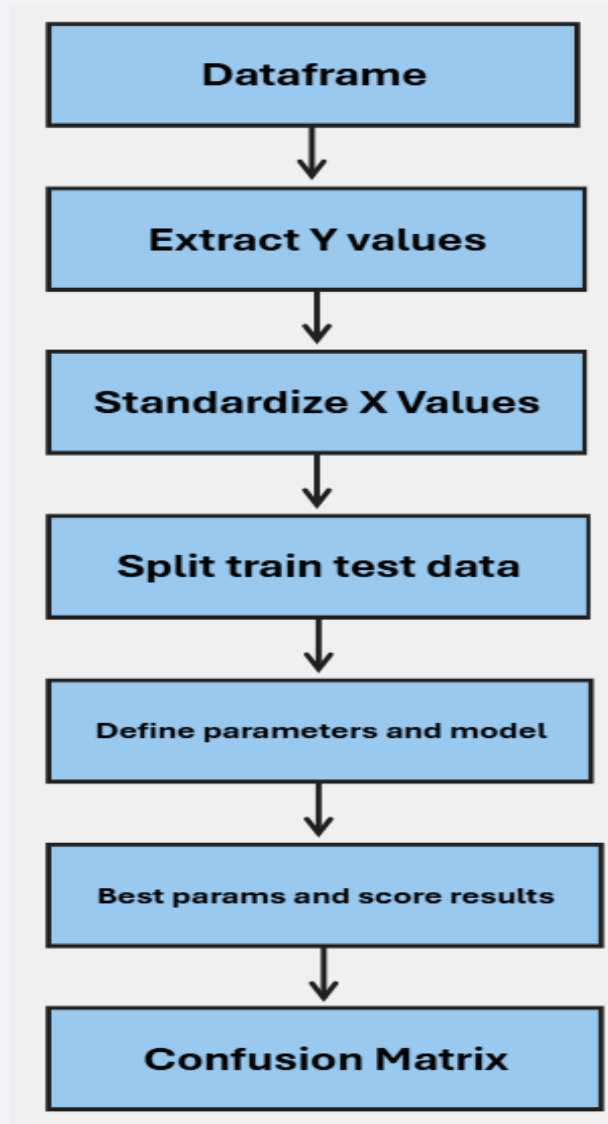 Dataframe
Extract Y values
Standardize X Values
Split train test data
Define parameters and model
Best params and score results
Confusion Matrix